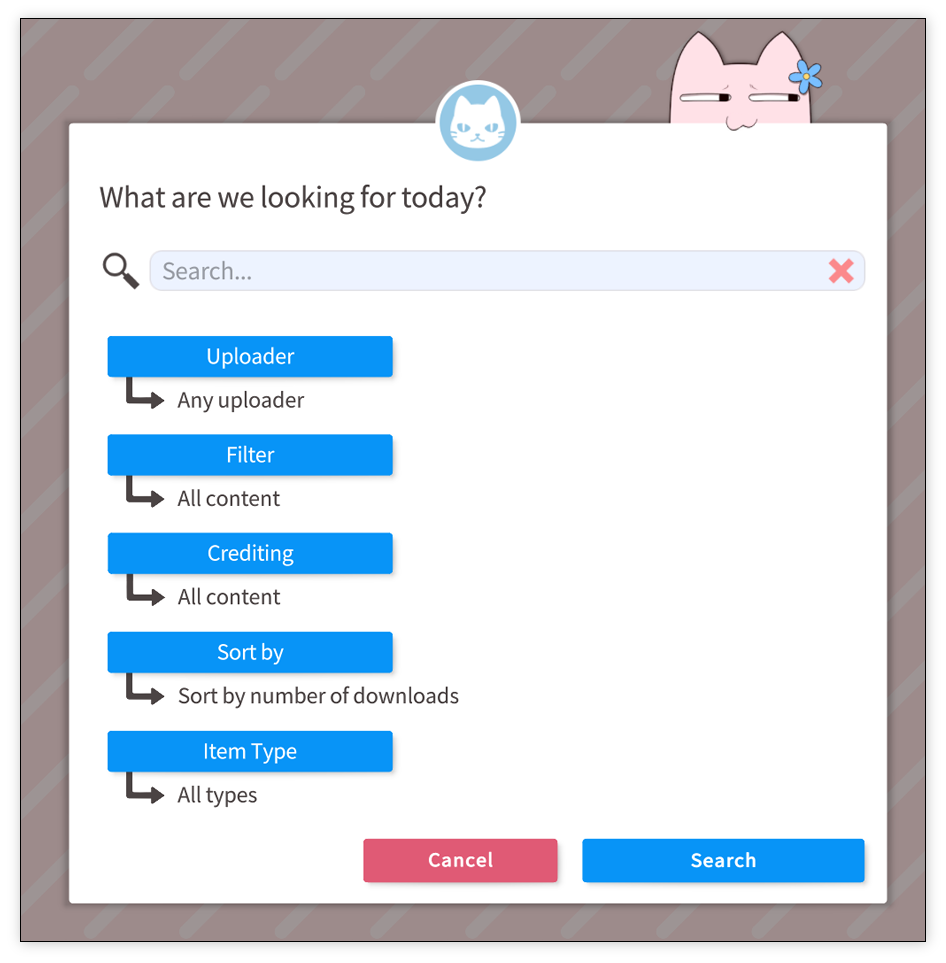 What are we looking for today?
Search...
Uploader
Any uploader
Filter
All content
Crediting
All content
Sort by
Sort by number of downloads
Item Type
All types
Cancel
Search